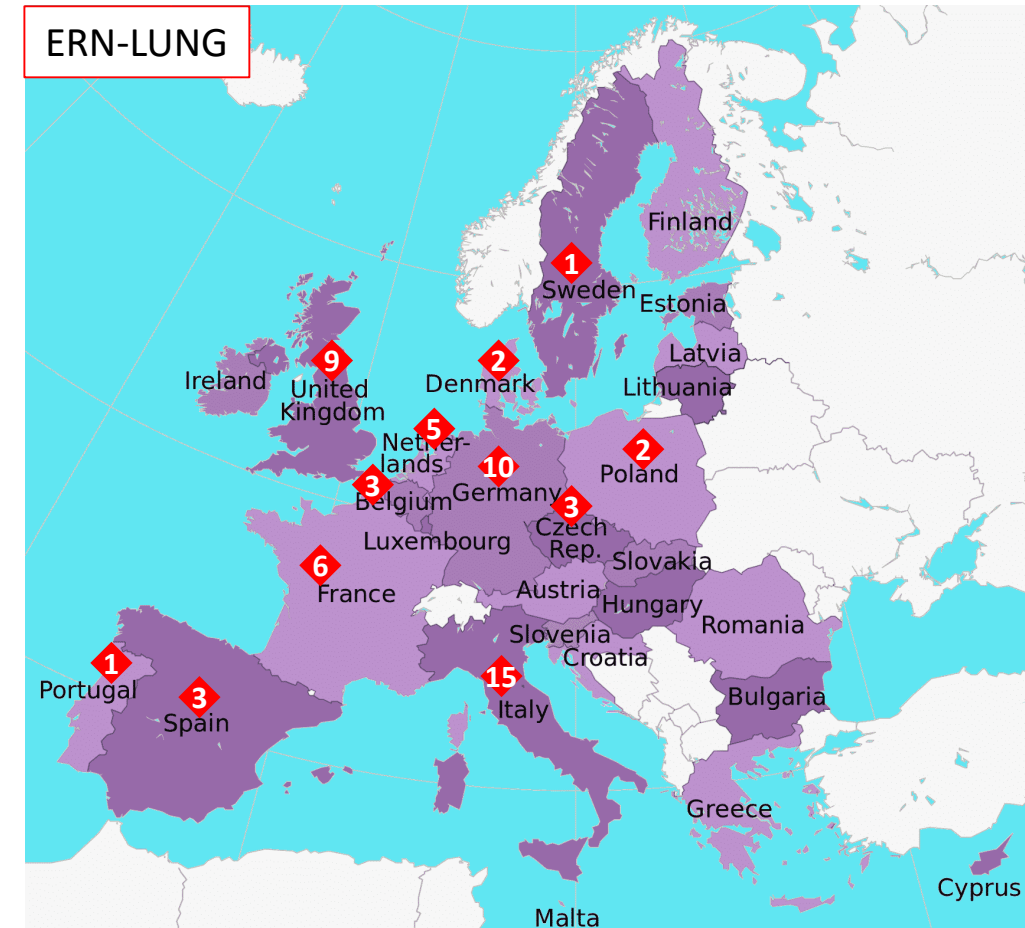 ERN-LUNG
Finland
1
Sweden
Estonia
9
2
Latvia
Ireland
United
Kingdom
Denmark
Lithuania
5
Nether-
lands
2
Poland
10
Germany
3
Belgium
3
Czech
Rep.
Luxembourg
Slovakia
6
France
Austria
Hungary
Romania
Slovenia
Croatia
1
Portugal
3
Spain
15
Italy
Bulgaria
Greece
Cyprus
Malta